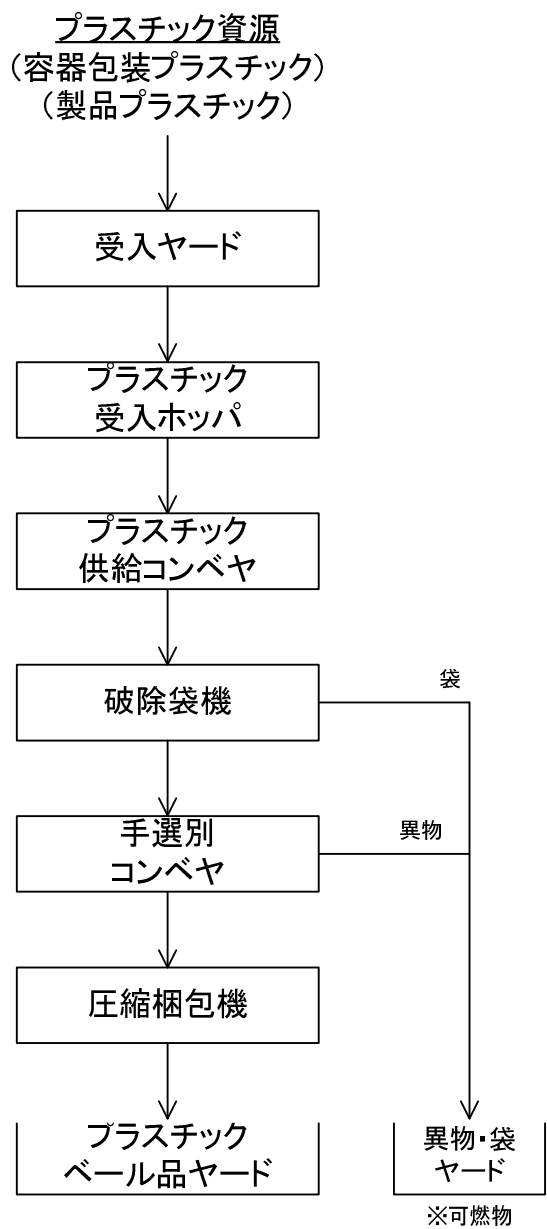 プラスチック資源
（容器包装プラスチック）
（製品プラスチック）
受入ヤード
プラスチック
受入ホッパ
プラスチック
供給コンベヤ
破除袋機
袋
手選別
コンベヤ
異物
圧縮梱包機
プラスチック
ベール品ヤード
異物・袋
ヤード
※可燃物